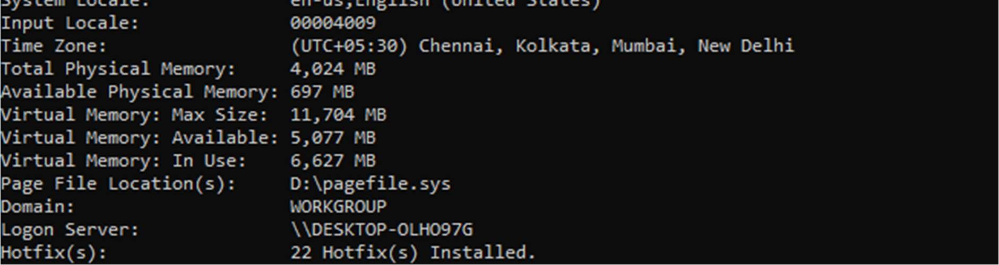 System Locale:             en-us;English (United States)
Input Locale:              00004009
Time Zone:                 (UTC+05:30) Chennai, Kolkata, Mumbai, New Delhi
Total Physical Memory:     4,024 MB
Available Physical Memory: 697 MB
Virtual Memory: Max Size:  11,704 MB
Virtual Memory: Available: 5,077 MB
Virtual Memory: In Use:    6,627 MB
Page File Location(s):     D:\pagefile.sys
Domain:                    WORKGROUP
Logon Server:              \\DESKTOP-OLHO97G
Hotfix(s):                 22 Hotfix(s) Installed.